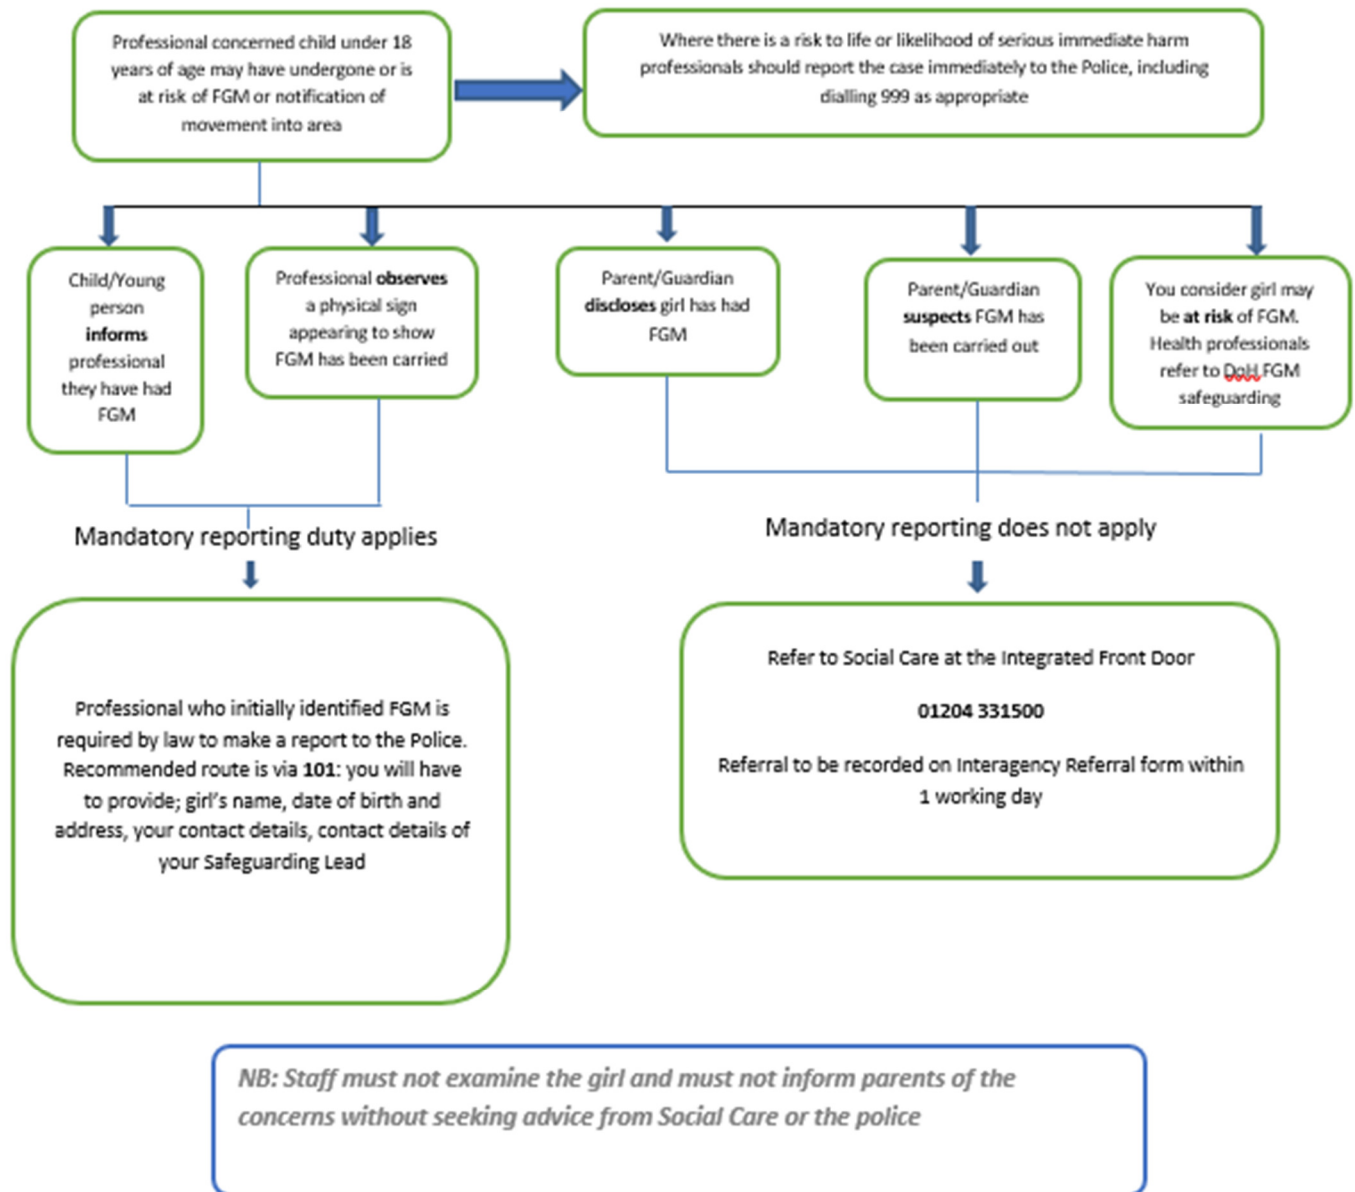 Professional concerned child under 18
years of age may have undergone or is
at risk of FGM or notification of
movement into area
Where there is a risk to life or likelihood of serious immediate harm
professionals should report the case immediately to the Police, including
dialling 999 as appropriate
Child/Young
person
informs
professional
they have had
FGM
Professional observes
a physical sign
appearing to show
FGM has been carried
Parent/Guardian
discloses girl has had
FGM
Parent/Guardian
suspects FGM has
been carried out
You consider girl may
be at risk of FGM.
Health professionals
refer to DoH FGM
safeguarding
Mandatory reporting duty applies
Mandatory reporting does not apply
Professional who initially identified FGM is
required by law to make a report to the Police.
Recommended route is via 101: you will have
to provide; girl's name, date of birth and
address, your contact details, contact details of
your Safeguarding Lead
Refer to Social Care at the Integrated Front Door
01204 331500
Referral to be recorded on Interagency Referral form within
1 working day
NB: Staff must not examine the girl and must not inform parents of the
concerns without seeking advice from Social Care or the police